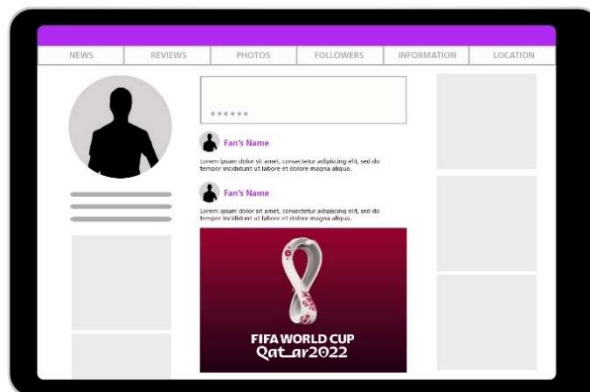 NEWS REVIEWS PHOTOS FOLLOWERS INFORMATION LOCATION
Fan's Name
Lorem ipsum dolor sit amet, consectetur adipiscing elit, sed do
tempor incididunt ut labore et dolore magna aliqua.
Fan's Name
Lorem ipsum dolor sit amet, consectetur adipiscing elit, sed do
tempor incididunt ut labore et dolore magna aliqua.
FIFA WORLD CUP
Qatar2022